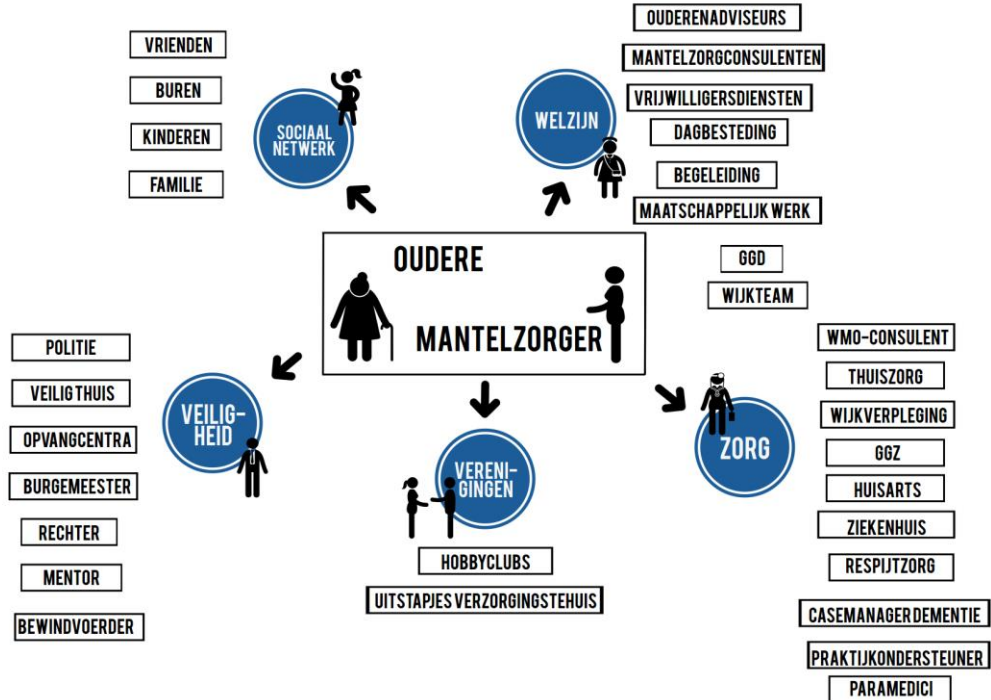 VRIENDEN
BUREN
KINDEREN
FAMILIE
SOCIAAL
NETWERK
WELZIJN
OUDERENADVISEURS
MANTELZORGCONSULENTEN
VRIJWILLIGERSDIENSTEN
DAGBESTEDING
BEGELEIDING
MAATSCHAPPELIJK WERK
GGD
WIJKTEAM
OUDERE
MANTELZORGER
POLITIE
VEILIG THUIS
OPVANGCENTRA
BURGEMEESTER
RECHTER
MENTOR
BEWINDVOERDER
VEILIG-
HEID
VERENI-
GINGEN
HOBBYCLUBS
UITSTAPJES VERZORGINGSTEHUIS
ZORG
WMO-CONSULENT
THUISZORG
WIJKVERPLEGING
GGZ
HUISARTS
ZIEKENHUIS
RESPIJTZORG
CASEMANAGER DEMENTIE
PRAKTIJKONDERSTEUNER
PARAMEDICI